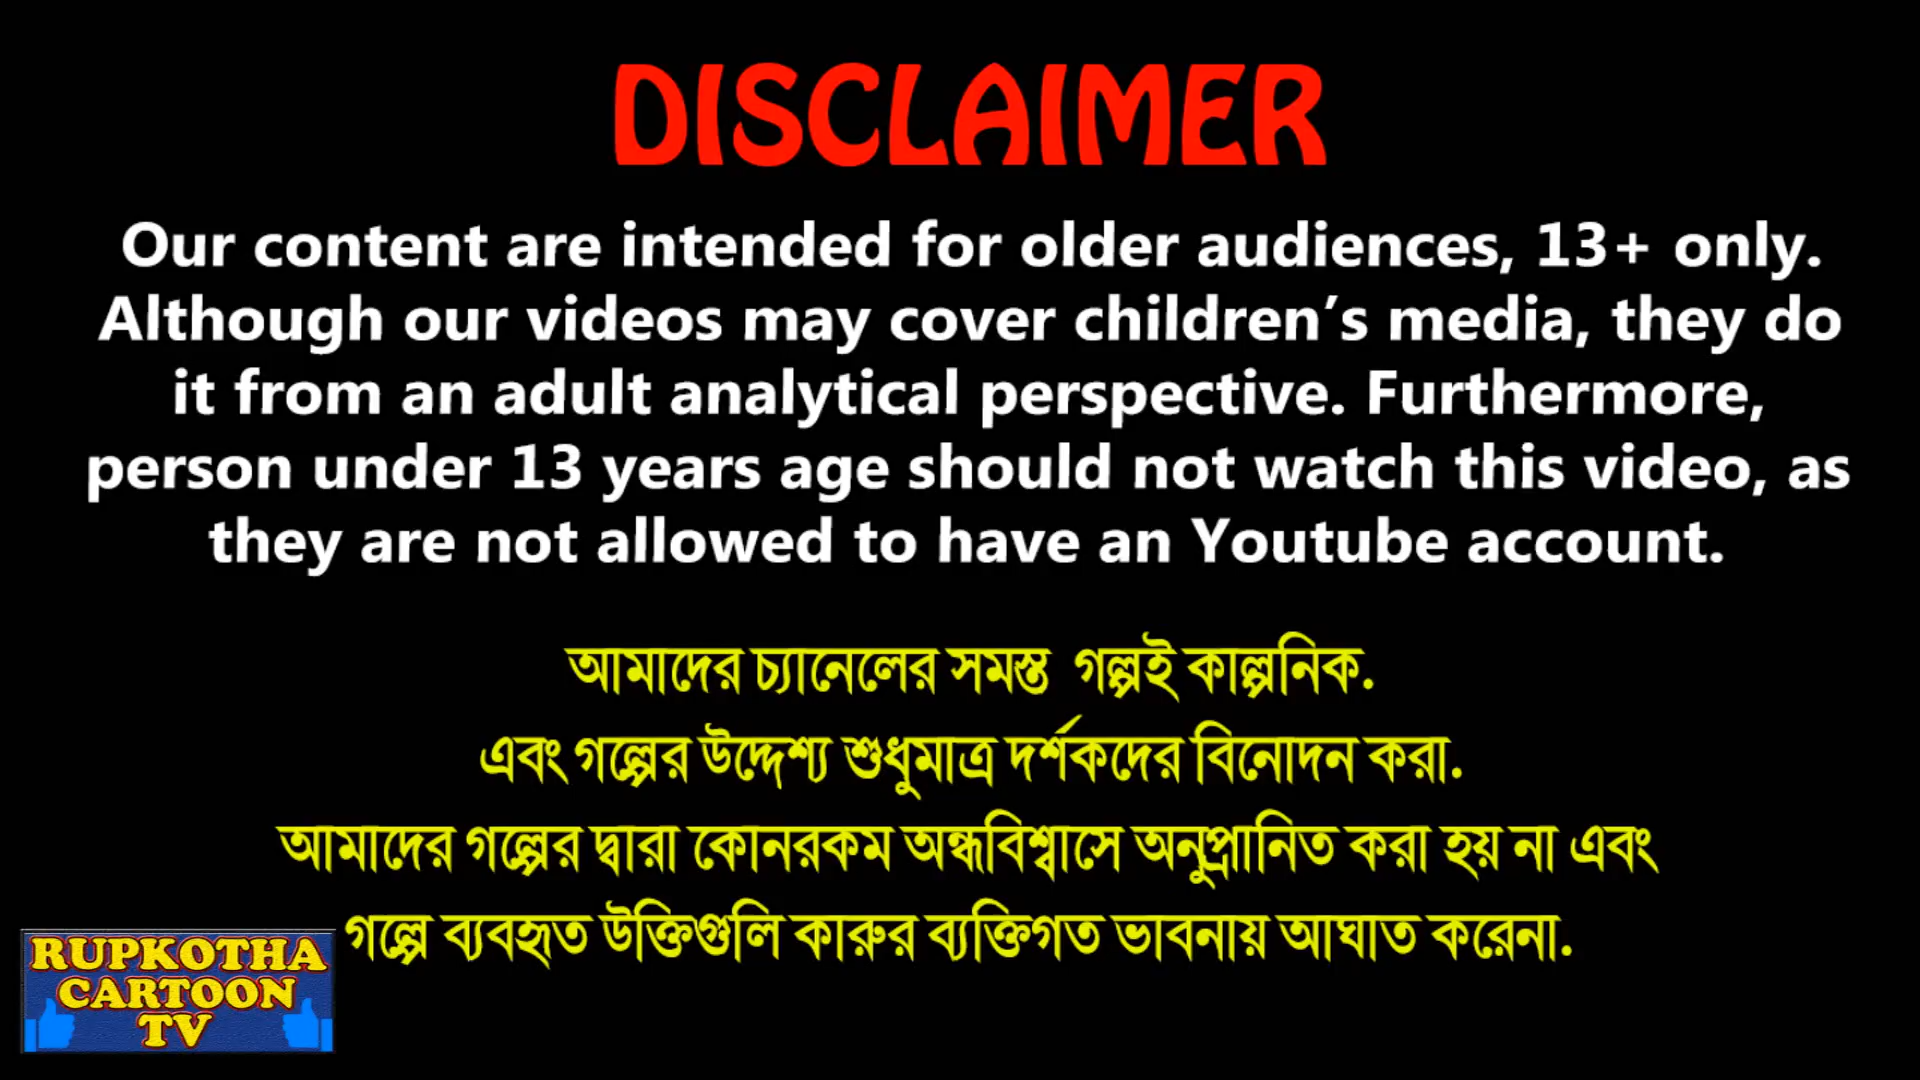 DISCLAIMER
Our content are intended for older audiences, 13+ only.
Although our videos may cover children’s media, they do
it from an adult analytical perspective. Furthermore,
person under 13 years age should not watch this video, as
they are not allowed to have an Youtube account.
আমাদের চ্যানেলের সমস্ত গল্পই কাল্পনিক.
এবং গল্পের উদ্দেশ্য শুধুমাত্র দর্শকদের বিনোদন করা.
আমাদের গল্পের দ্বারা কোনরকম অন্ধবিশ্বাসে অনুপ্রানিত করা হয় না এবং
গল্পে ব্যবহৃত উক্তিগুলি কারুর ব্যক্তিগত ভাবনায় আঘাত করেনা.
RUPKOTHA
CARTOON
TV